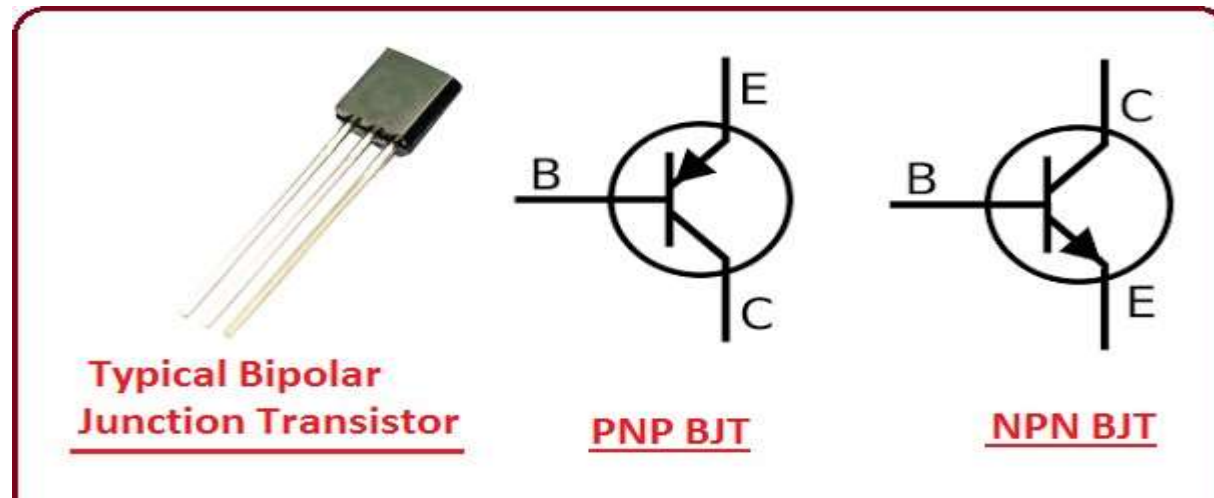 E
B
C
C
B
E
Typical Bipolar
Junction Transistor
PNP BJT
NPN BJT